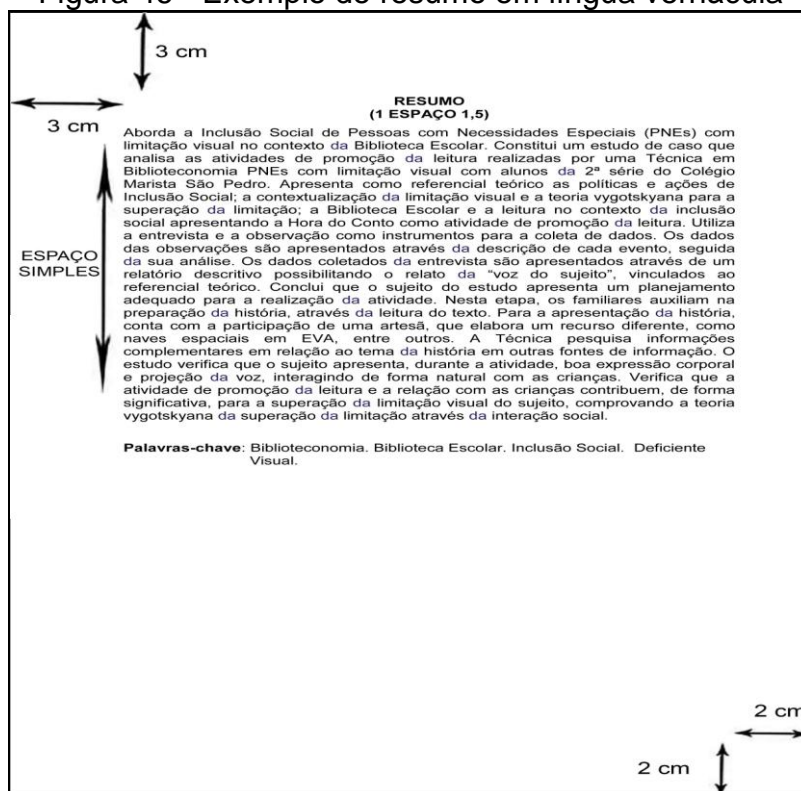 3 cm
3 cm
RESUMO
(1 ESPAÇO 1,5)
Aborda a Inclusão Social de Pessoas com Necessidades Especiais (PNEs) com
limitação visual no contexto da Biblioteca Escolar. Constitui um estudo de caso que
analisa as atividades de promoção da leitura realizadas por uma Técnica em
Biblioteconomia PNEs com limitação visual com alunos da 2ª série do Colégio
Marista São Pedro. Apresenta como referencial teórico as políticas e ações de
Inclusão Social; a contextualização da limitação visual e a teoria vygotskyana para a
superação da limitação; a Biblioteca Escolar e a leitura no contexto da inclusão
social apresentando a Hora do Conto como atividade de promoção da leitura. Utiliza
a entrevista e a observação como instrumentos para a coleta de dados. Os dados
das observações são apresentados através da descrição de cada evento, seguida
da sua análise. Os dados coletados da entrevista são apresentados através de um
relatório descritivo possibilitando o relato da "voz do sujeito", vinculados ao
referencial teórico. Conclui que o sujeito do estudo apresenta um planejamento
adequado para a realização da atividade. Nesta etapa, os familiares auxiliam na
preparação da história, através da leitura do texto. Para a apresentação da história,
conta com a participação de uma artesã, que elabora um recurso diferente, como
naves espaciais em EVA, entre outros. A Técnica pesquisa informações
complementares em relação ao tema da história em outras fontes de informação. O
estudo verifica que o sujeito apresenta, durante a atividade, boa expressão corporal
e projeção da voz, interagindo de forma natural com as crianças. Verifica que a
atividade de promoção da leitura e a relação com as crianças contribuem, de forma
significativa, para a superação da limitação visual do sujeito, comprovando a teoria
vygotskyana da superação da limitação através da interação social.
ESPAÇO
SIMPLES
Palavras-chave: Biblioteconomia. Biblioteca Escolar. Inclusão Social. Deficiente
Visual.
2 cm
2 cm